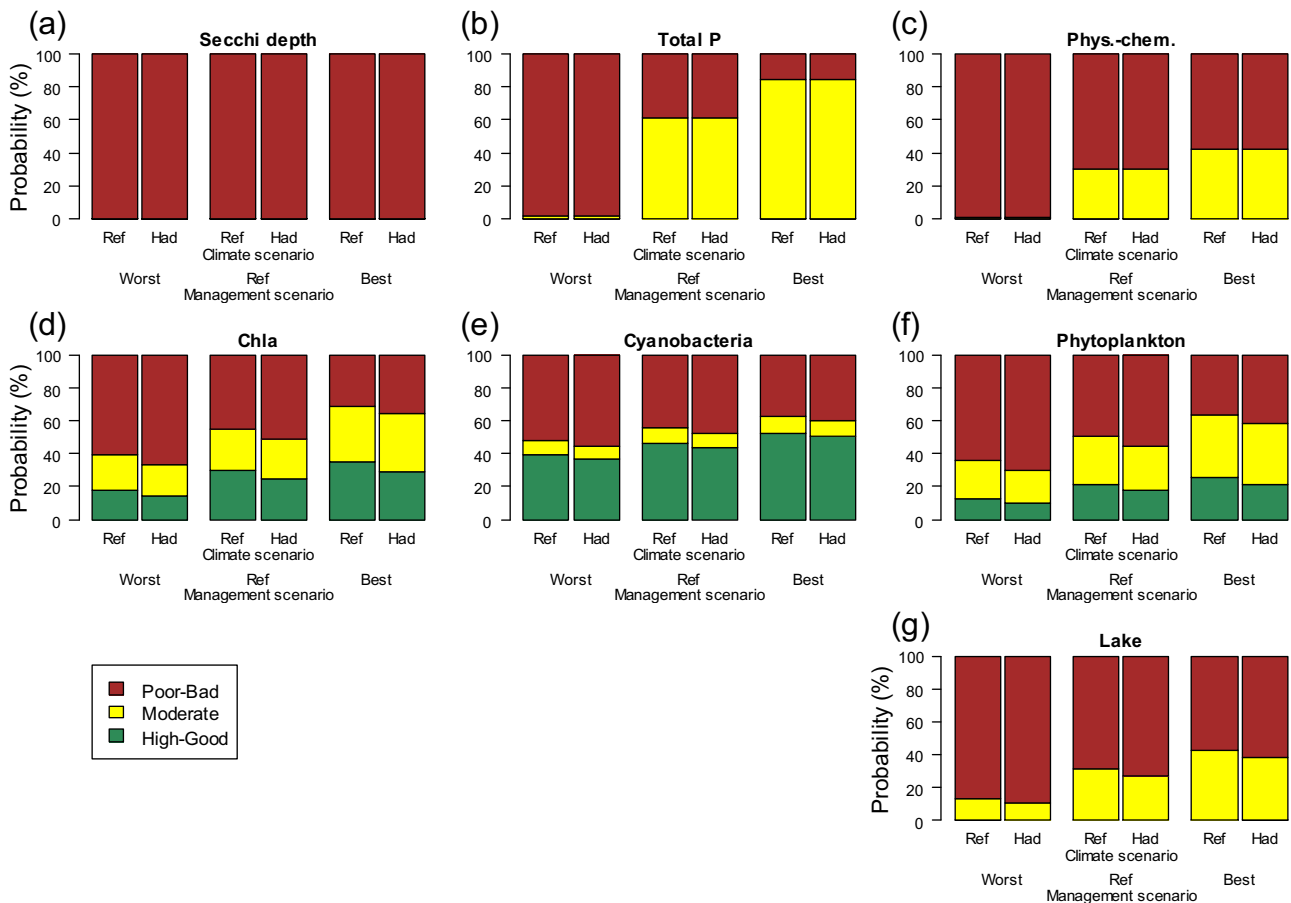 (a)
Secchi depth
Probability (%)
100
80
60
40
20
0
Ref Had Ref Had Ref Had
Climate scenario
Worst Ref Best
Management scenario
(b)
Total P
100
80
60
40
20
0
Ref Had Ref Had Ref Had
Climate scenario
Worst Ref Best
Management scenario
(c)
Phys.-chem.
100
80
60
40
20
0
Ref Had Ref Had Ref Had
Climate scenario
Worst Ref Best
Management scenario
(d)
Chla
Probability (%)
100
80
60
40
20
0
Ref Had Ref Had Ref Had
Climate scenario
Worst Ref Best
Management scenario
(e)
Cyanobacteria
100
80
60
40
20
0
Ref Had Ref Had Ref Had
Climate scenario
Worst Ref Best
Management scenario
(f)
Phytoplankton
100
80
60
40
20
0
Ref Had Ref Had Ref Had
Climate scenario
Worst Ref Best
Management scenario
Poor-Bad
Moderate
High-Good
(g)
Lake
Probability (%)
100
80
60
40
20
0
Ref Had Ref Had Ref Had
Climate scenario
Worst Ref Best
Management scenario